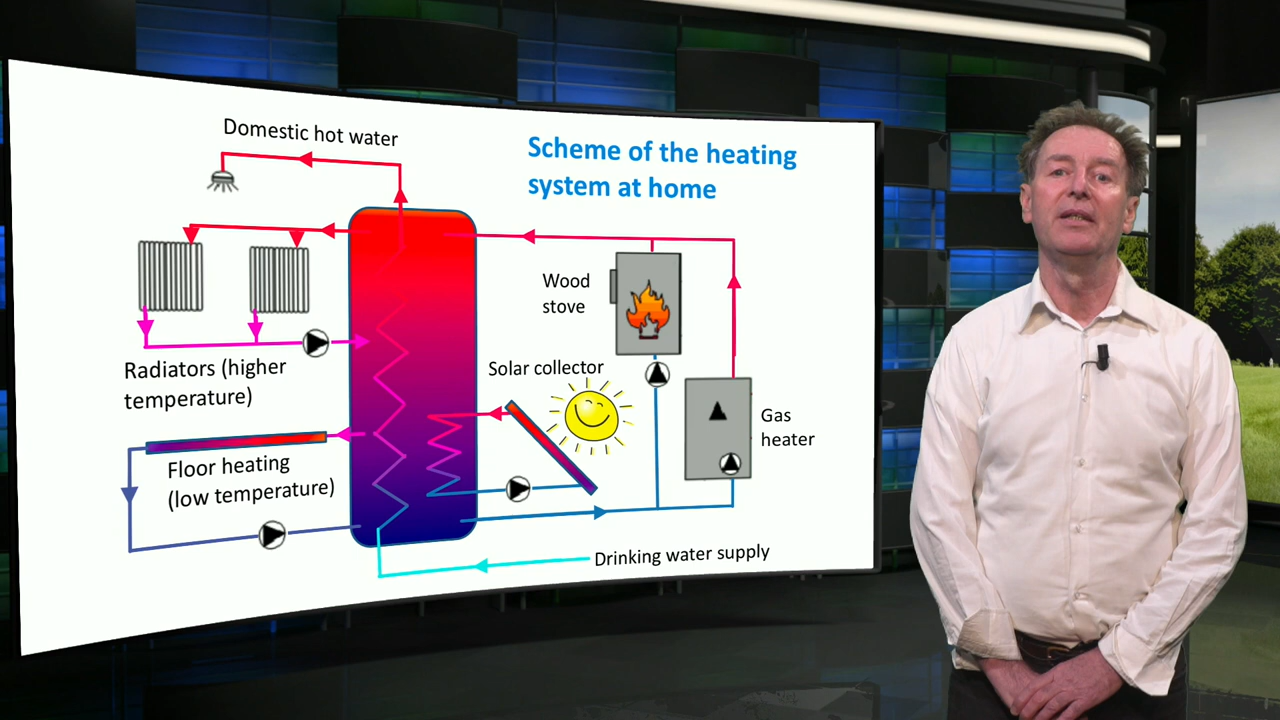 Domestic hot water
Scheme of the heating
system at home
Wood
stove
Radiators (higher
temperature)
Solar collector
Gas
heater
Floor heating
(low temperature)
Drinking water supply